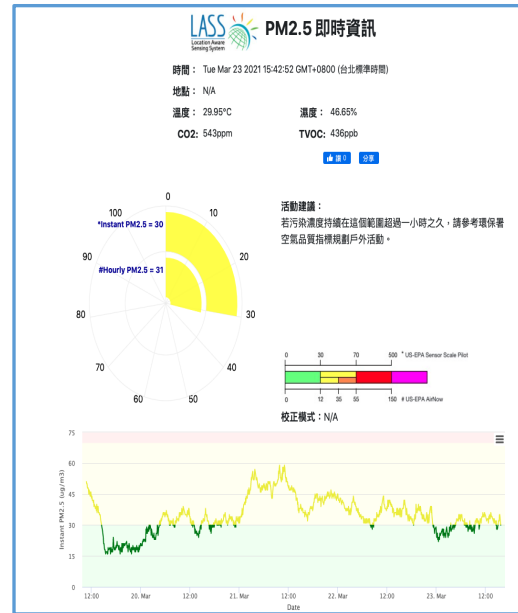 LASS
Location Aware
Sensing System
PM2.5 即時資訊
時間： Tue Mar 23 2021 15:42:52 GMT+0800 (台北標準時間)
地點： N/A
溫度： 29.95°C 濕度： 46.65%
CO2: 543ppm TVOC: 436ppb
讚 0 分享
0
10
20
30
40
50
60
70
80
90
100
*Instant PM2.5 = 30
#Hourly PM2.5 = 31
活動建議：
若污染濃度持續在這個範圍超過一小時之久，請參考環保署
空氣品質指標規劃戶外活動。
0 30 70 500 * US-EPA Sensor Scale Pilot
0 12 35 55 150 # US-EPA AirNow
校正模式：N/A
75
60
45
30
15
0
Instant PM2.5 (ug/m3)
12:00 20. Mar 12:00 21. Mar 12:00 22. Mar 12:00 23. Mar 12:00
Date